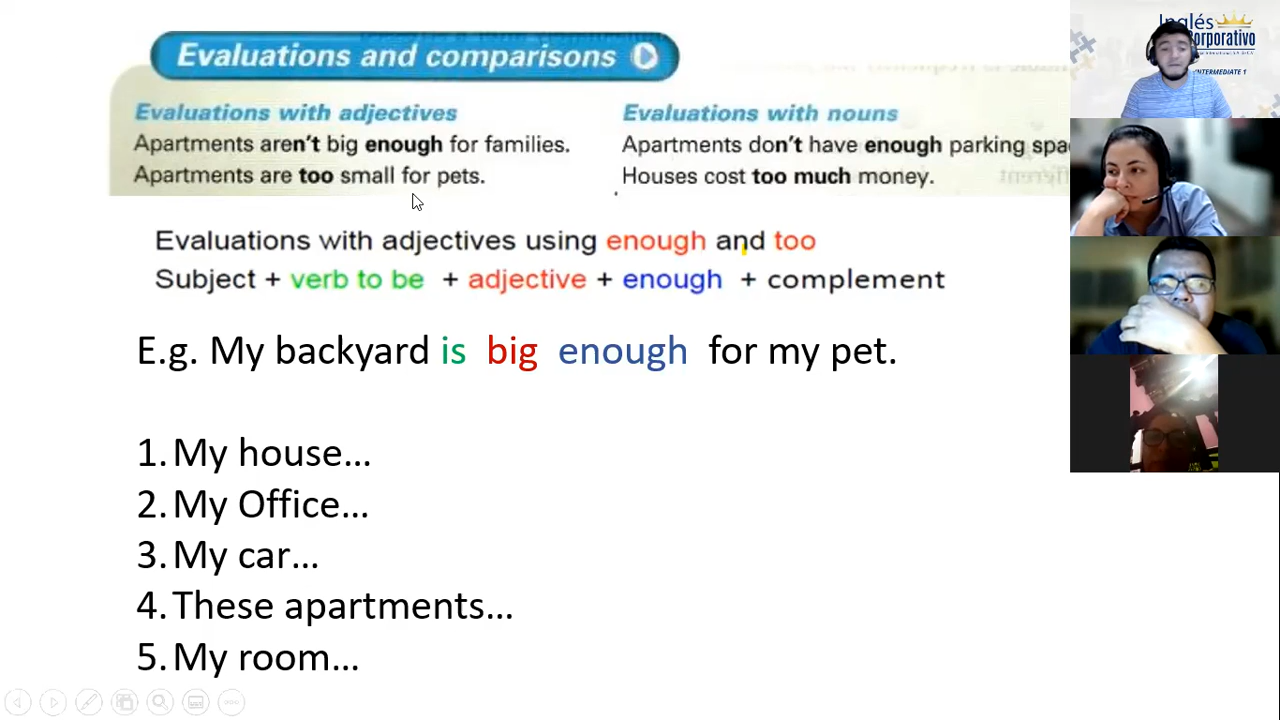 Evaluations and comparisons
Evaluations with adjectives
Apartments aren't big enough for families.
Apartments are too small for pets.
Evaluations with nouns
Apartments don't have enough parking spa
Houses cost too much money.
Evaluations with adjectives using enough and too
Subject + verb to be + adjective + enough + complement
E.g. My backyard is big enough for my pet.
1. My house...
2. My Office...
3. My car...
4. These apartments...
5. My room...
Inglés
orporativo
INTERMEDIATE 1